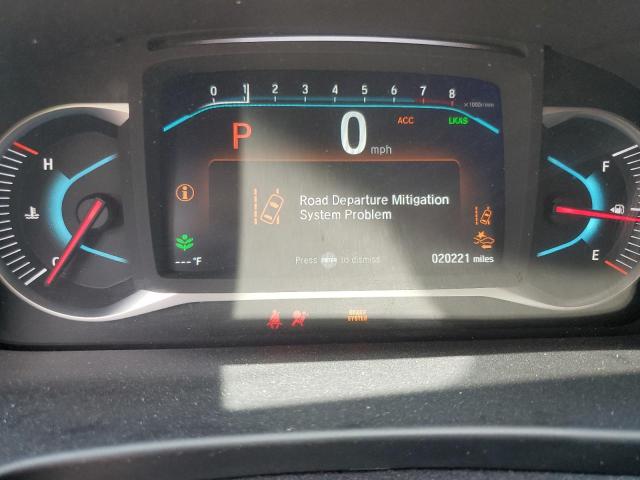 0 1 2 3 4 5 6 7 8
x1000r/min
P 0 mph
ACC LKAS
H
F
Road Departure Mitigation
System Problem
C
E
---°F
Press ENTER to dismiss
020221 miles
BRAKE
SYSTEM